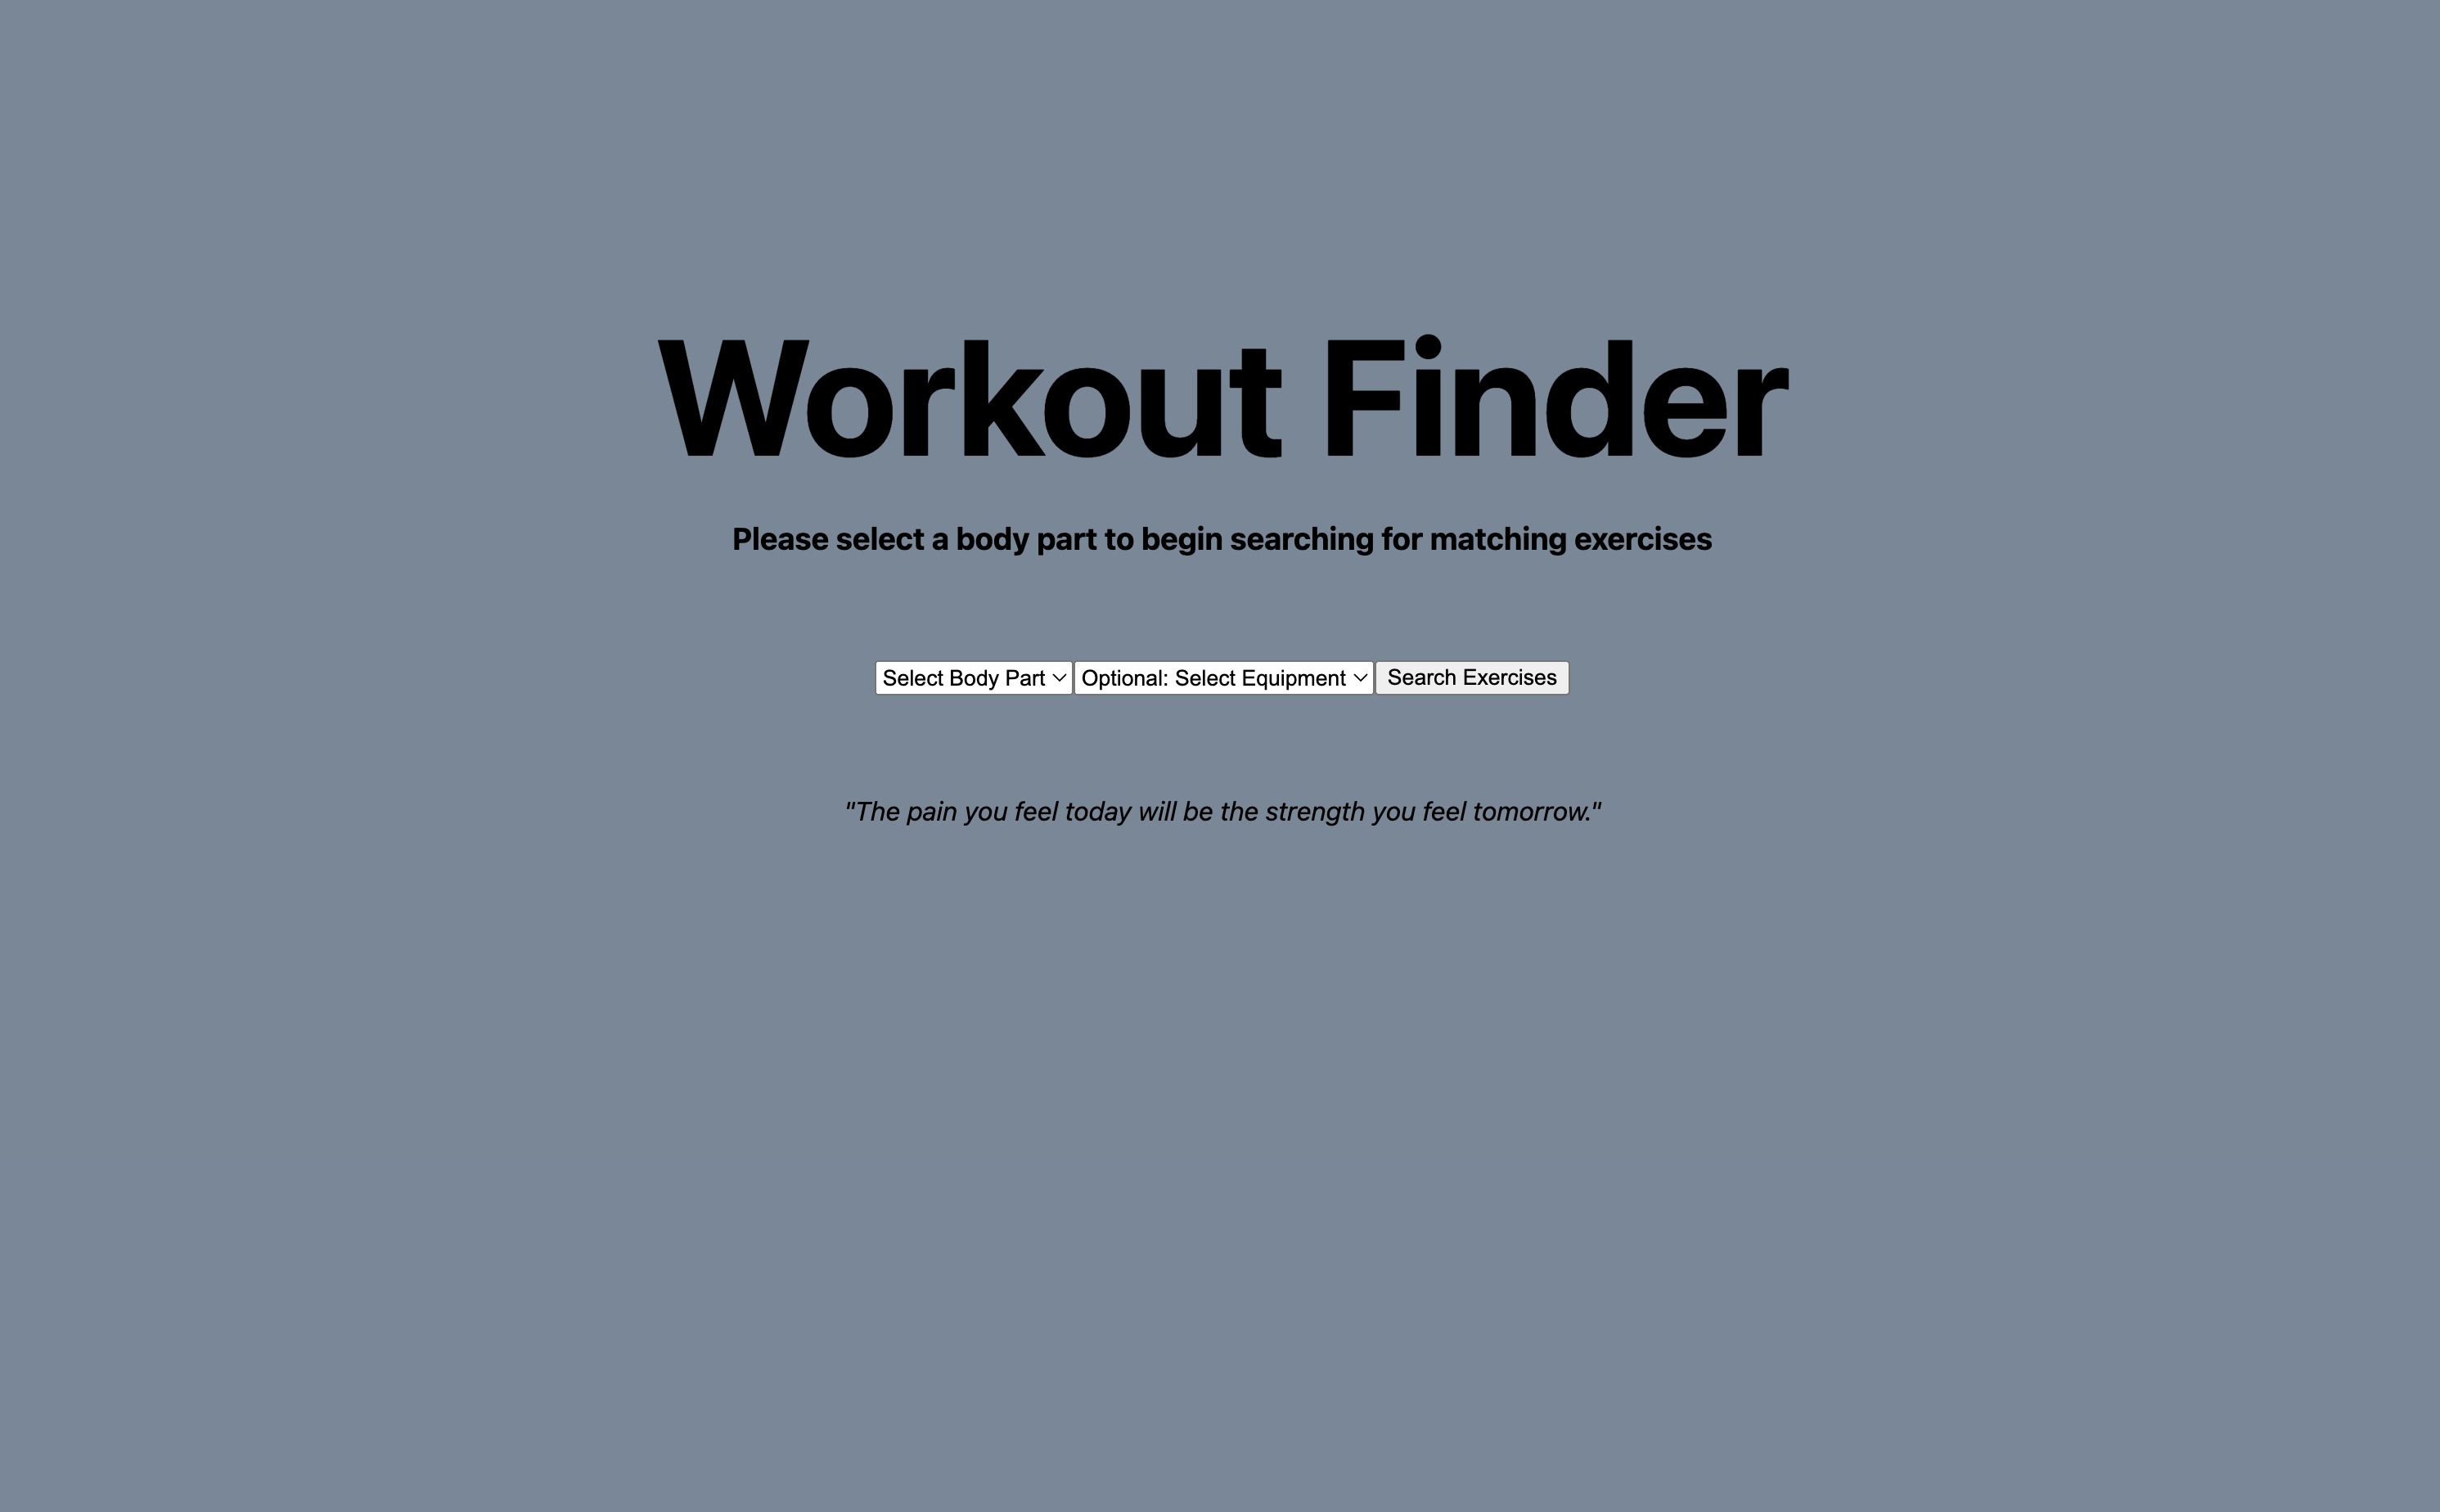 Workout Finder
Please select a body part to begin searching for matching exercises
Select Body Part Optional: Select Equipment Search Exercises
"The pain you feel today will be the strength you feel tomorrow."